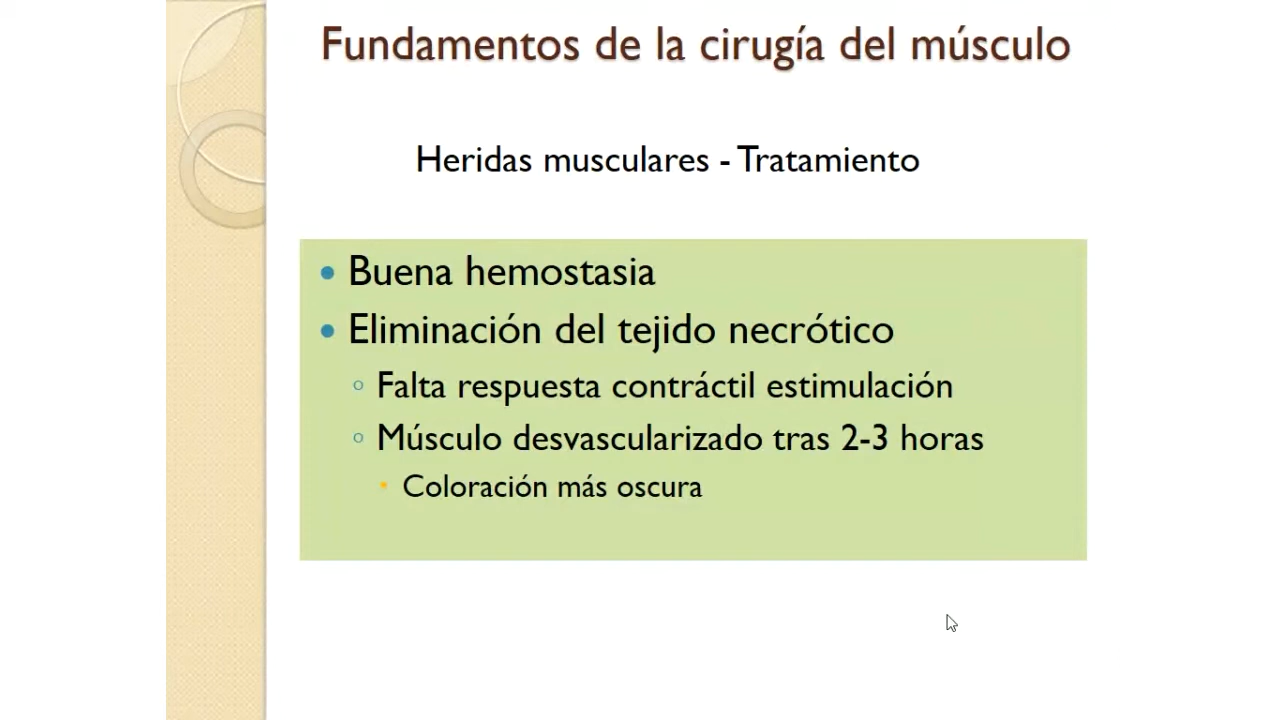 Fundamentos de la cirugía del músculo
Heridas musculares - Tratamiento
• Buena hemostasia
• Eliminación del tejido necrótico
◦ Falta respuesta contráctil estimulación
◦ Músculo desvascularizado tras 2-3 horas
• Coloración más oscura